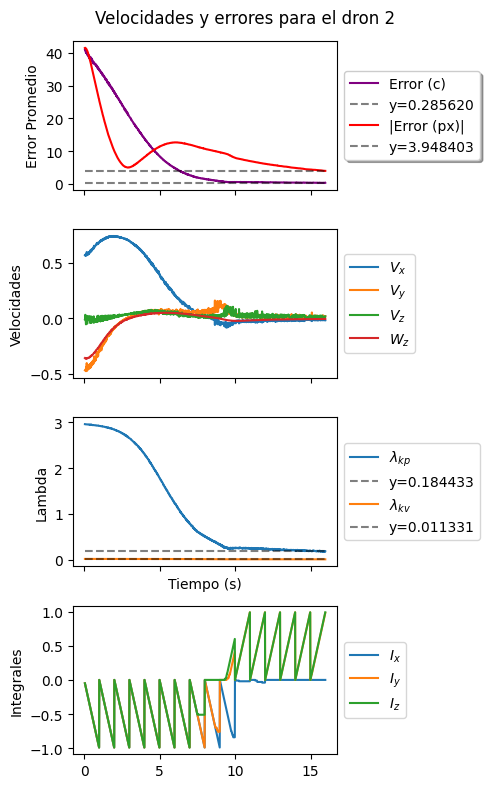 Velocidades y errores para el dron 2
Error Promedio
40
30
20
10
0
Error (c)
y=0.285620
|Error (px)|
y=3.948403
Velocidades
0.5
0.0
−0.5
V_x
V_y
V_z
W_z
Lambda
3
2
1
0
λ_kp
y=0.184433
λ_kv
y=0.011331
Tiempo (s)
Integrales
1.0
0.5
0.0
−0.5
−1.0
I_x
I_y
I_z
0
5
10
15